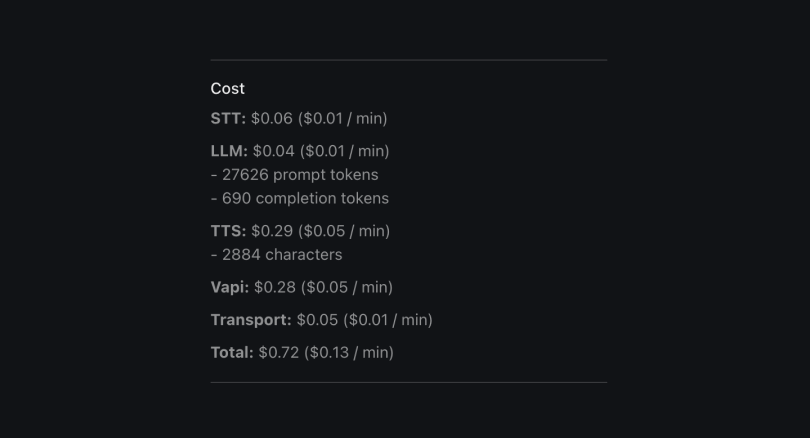 Cost
STT: $0.06 ($0.01 / min)
LLM: $0.04 ($0.01 / min)
- 27626 prompt tokens
- 690 completion tokens
TTS: $0.29 ($0.05 / min)
- 2884 characters
Vapi: $0.28 ($0.05 / min)
Transport: $0.05 ($0.01 / min)
Total: $0.72 ($0.13 / min)